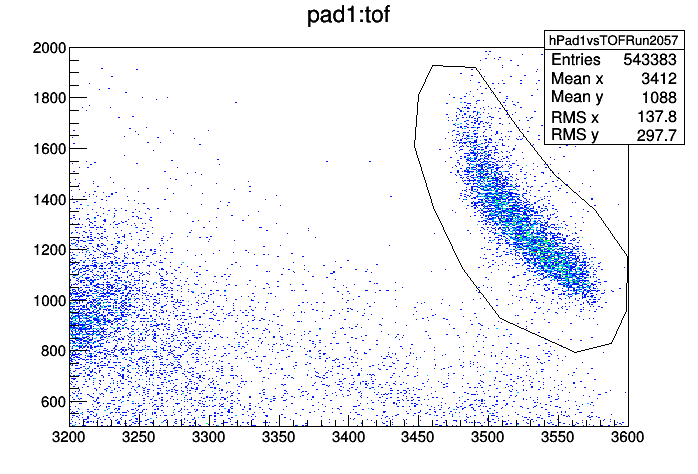 pad1:tof
hPad1vsTOFRun2057
Entries 543383
Mean x 3412
Mean y 1088
RMS x 137.8
RMS y 297.7
2000
1800
1600
1400
1200
1000
800
600
3200 3250 3300 3350 3400 3450 3500 3550 3600